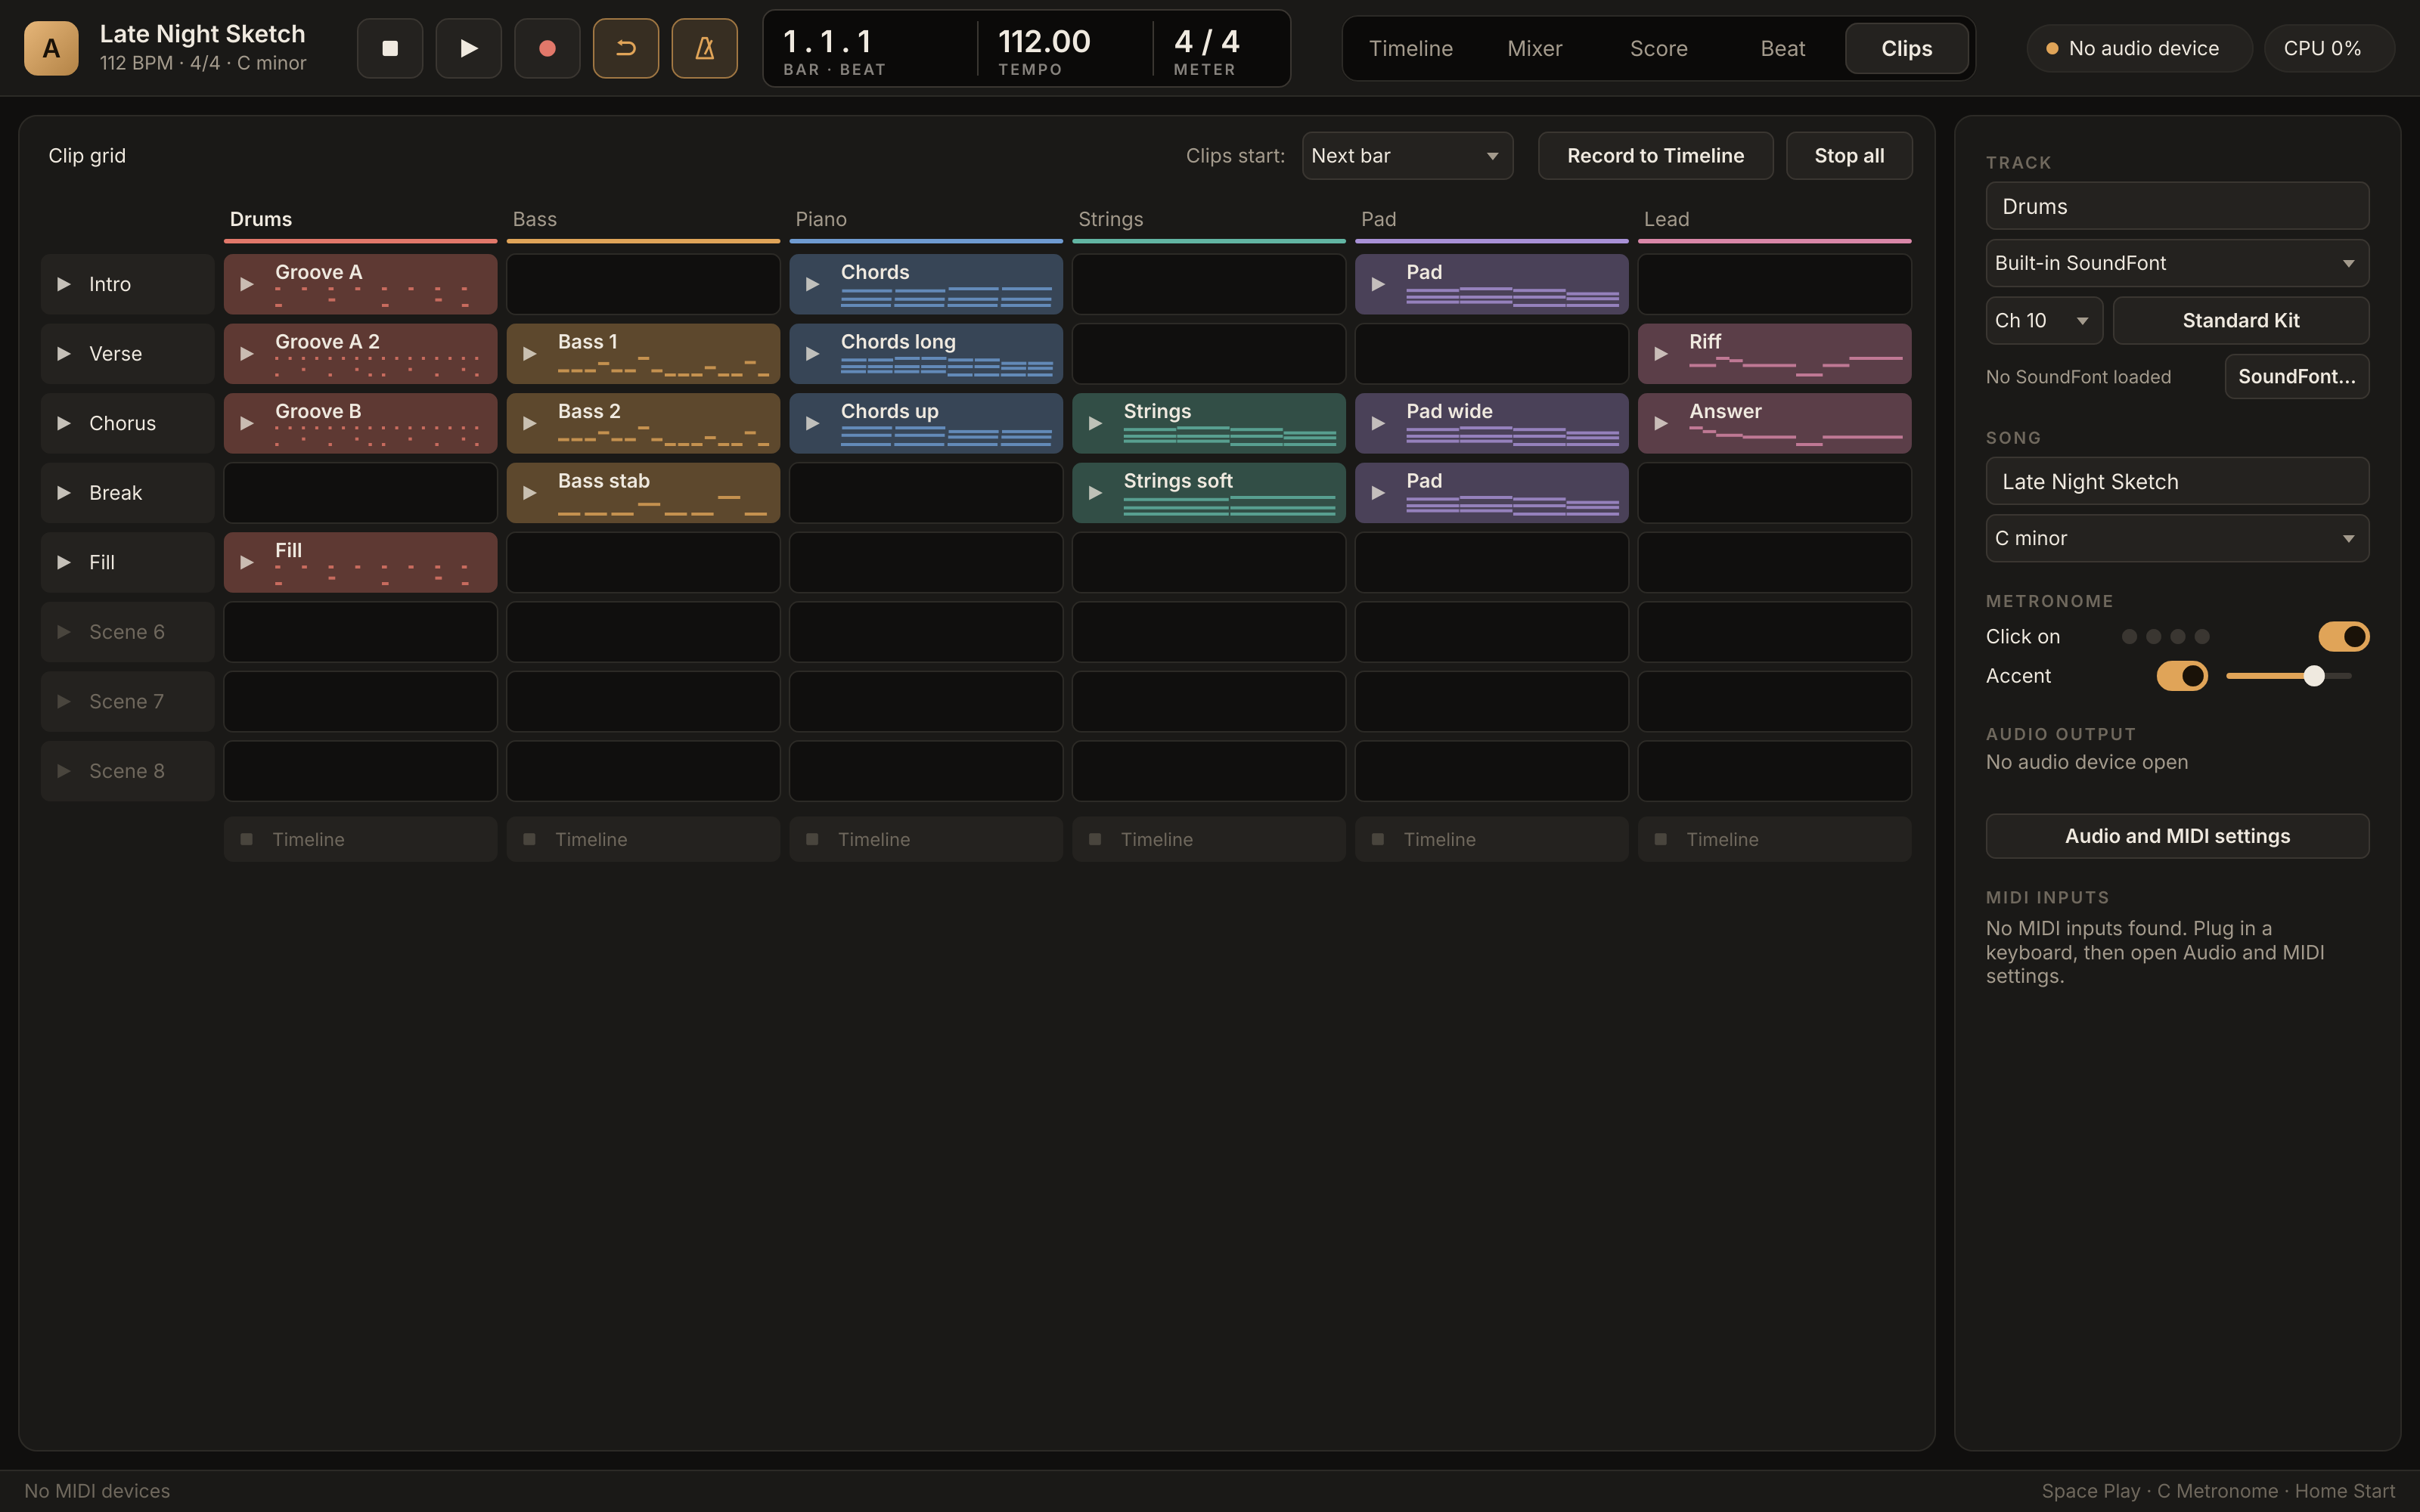 A
Late Night Sketch
112 BPM · 4/4 · C minor
1 . 1 . 1
BAR · BEAT
112.00
TEMPO
4 / 4
METER
Timeline
Mixer
Score
Beat
Clips
No audio device
CPU 0%
Clip grid
Clips start:
Next bar
Record to Timeline
Stop all
Drums
Bass
Piano
Strings
Pad
Lead
Intro
Groove A
Chords
Pad
Verse
Groove A 2
Bass 1
Chords long
Riff
Chorus
Groove B
Bass 2
Chords up
Strings
Pad wide
Answer
Break
Bass stab
Strings soft
Pad
Fill
Fill
Scene 6
Scene 7
Scene 8
Timeline
Timeline
Timeline
Timeline
Timeline
Timeline
TRACK
Drums
Built-in SoundFont
Ch 10
Standard Kit
No SoundFont loaded
SoundFont...
SONG
Late Night Sketch
C minor
METRONOME
Click on
Accent
AUDIO OUTPUT
No audio device open
Audio and MIDI settings
MIDI INPUTS
No MIDI inputs found. Plug in a
keyboard, then open Audio and MIDI
settings.
No MIDI devices
Space Play · C Metronome · Home Start